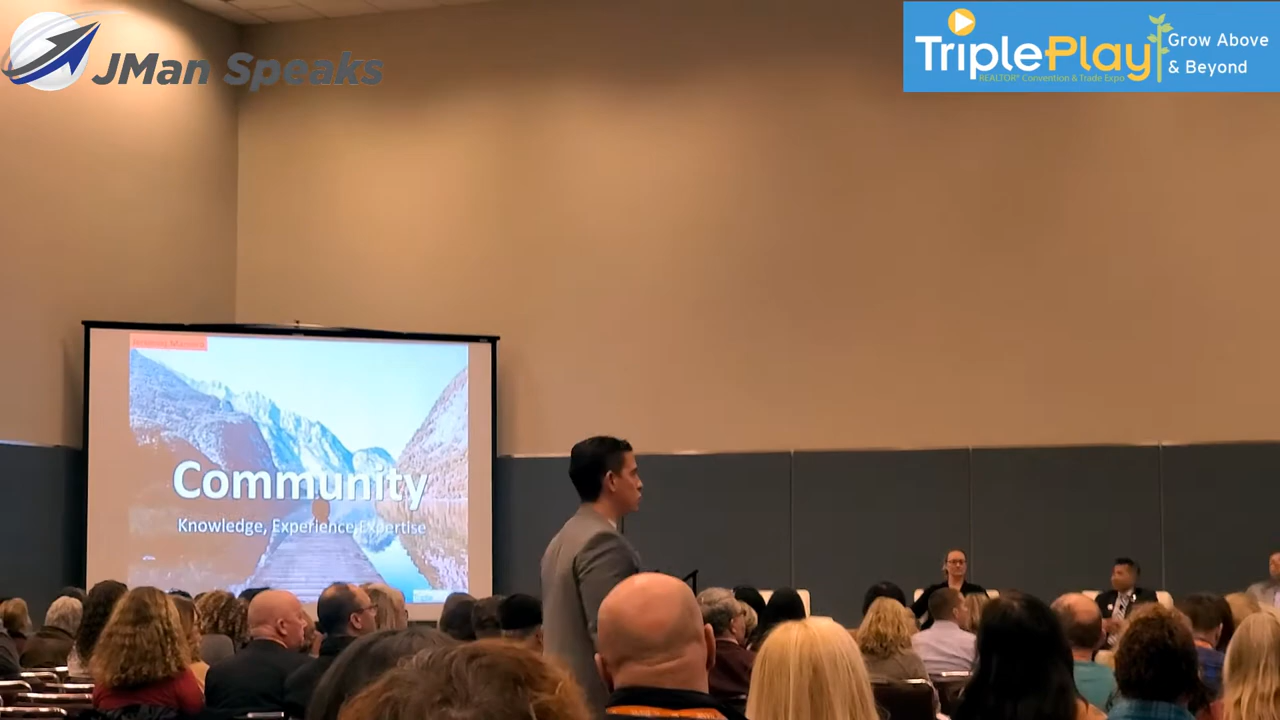 JMan Speaks
TriplePlay
REALTOR® Convention & Trade Expo
Grow Above
& Beyond
Community
Knowledge, Experience Expertise